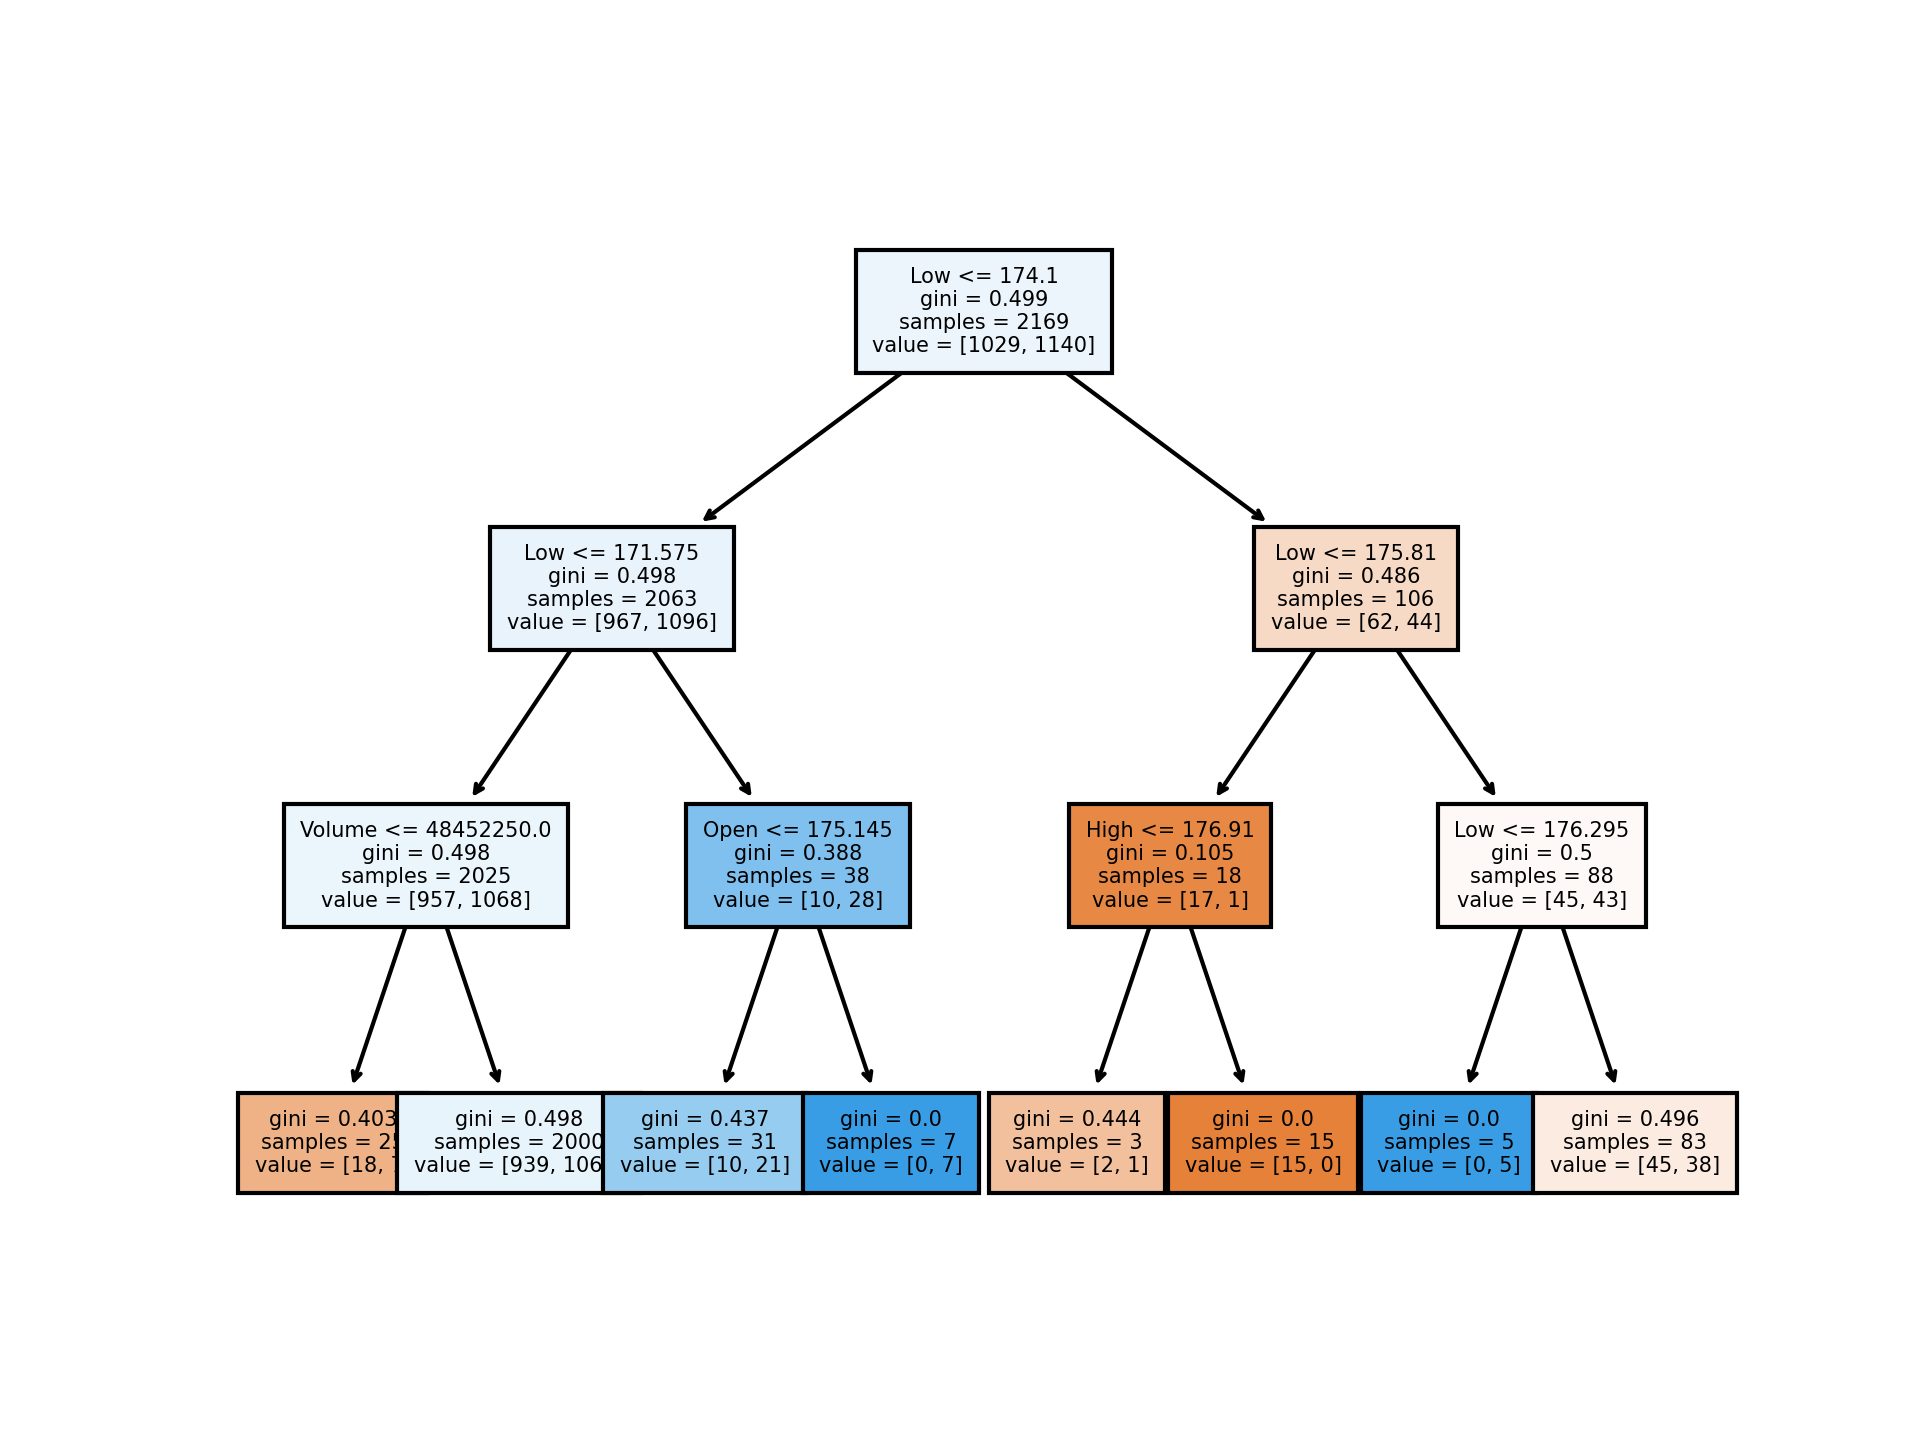 Low <= 174.1
gini = 0.499
samples = 2169
value = [1029, 1140]
Low <= 171.575
gini = 0.498
samples = 2063
value = [967, 1096]
Low <= 175.81
gini = 0.486
samples = 106
value = [62, 44]
Volume <= 48452250.0
gini = 0.498
samples = 2025
value = [957, 1068]
Open <= 175.145
gini = 0.388
samples = 38
value = [10, 28]
High <= 176.91
gini = 0.105
samples = 18
value = [17, 1]
Low <= 176.295
gini = 0.5
samples = 88
value = [45, 43]
gini = 0.403
samples =
value = [18,
gini = 0.498
samples = 2000
value = [939,
gini = 0.437
samples = 31
value = [10, 21]
gini = 0.0
samples = 7
value = [0, 7]
gini = 0.444
samples = 3
value = [2, 1]
gini = 0.0
samples = 15
value = [15, 0]
gini = 0.0
samples = 5
value = [0, 5]
gini = 0.496
samples = 83
value = [45, 38]